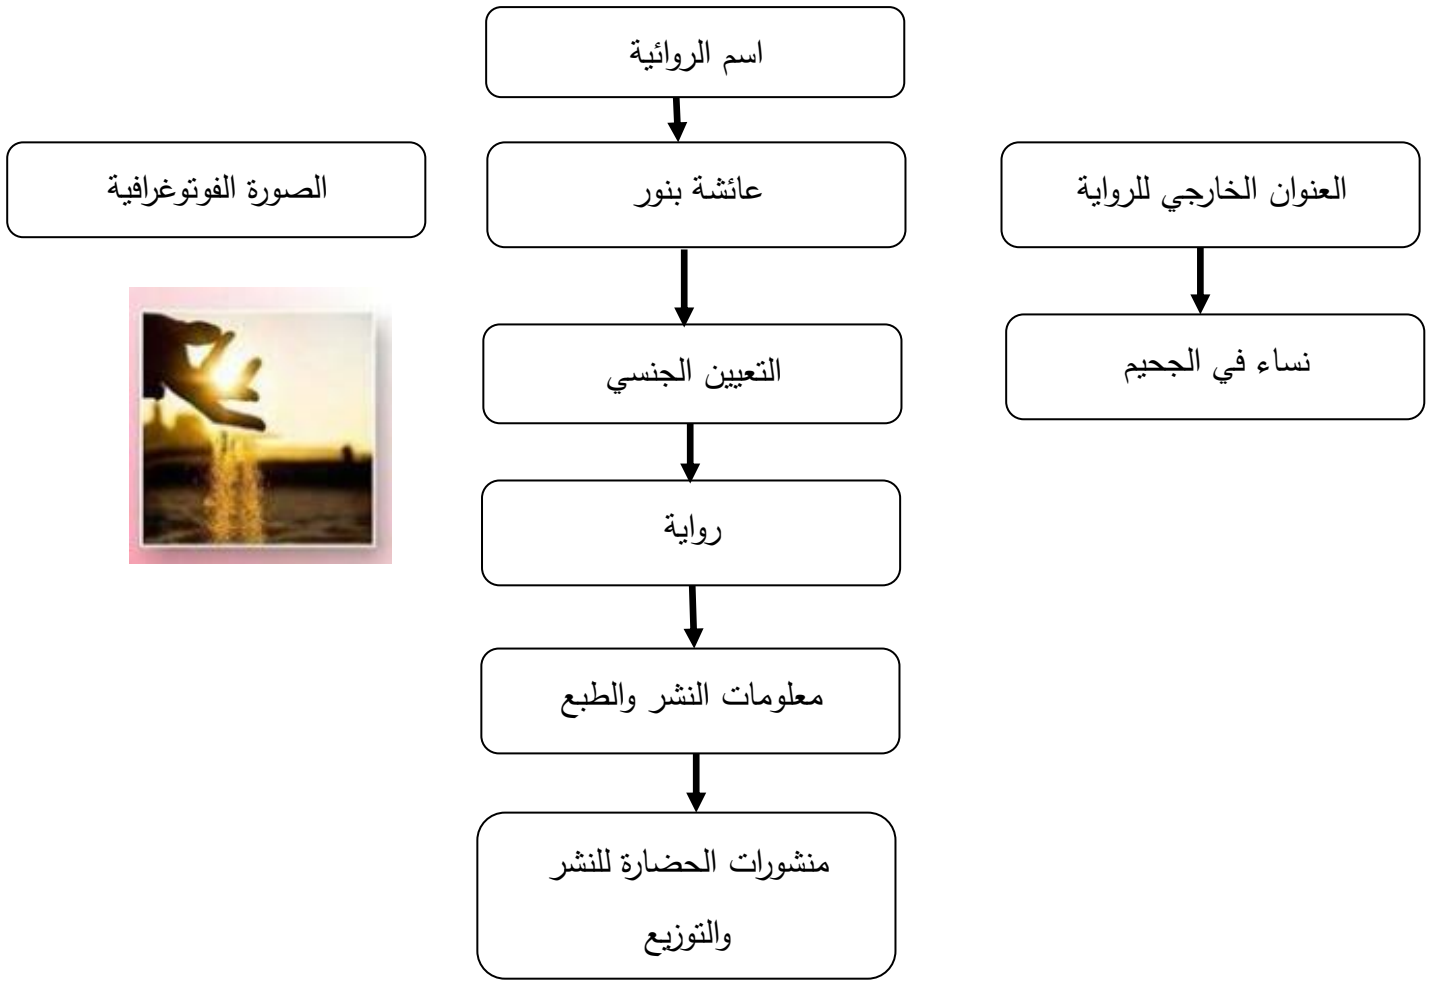 اسم الروائية
العنوان الخارجي للرواية
عائشة بنور
الصورة الفوتوغرافية
نساء في الجحيم
التعيين الجنسي
رواية
معلومات النشر والطبع
منشورات الحضارة للنشر
والتوزيع